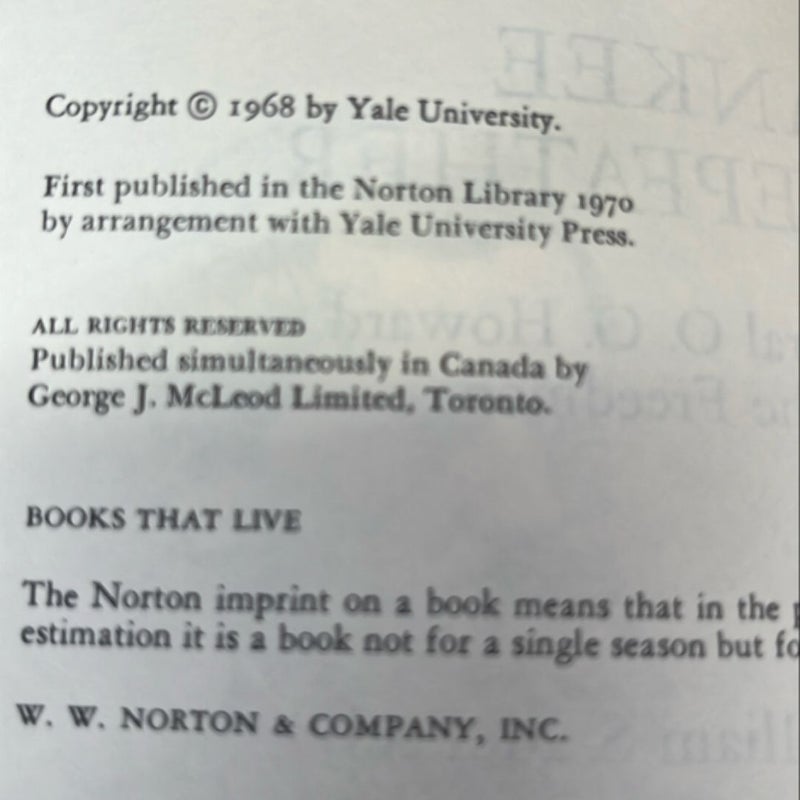 Copyright © 1968 by Yale University.
First published in the Norton Library 1970
by arrangement with Yale University Press.
ALL RIGHTS RESERVED
Published simultaneously in Canada by
George J. McLeod Limited, Toronto.
BOOKS THAT LIVE
The Norton imprint on a book means that in the
estimation it is a book not for a single season but
W. W. NORTON & COMPANY, INC.